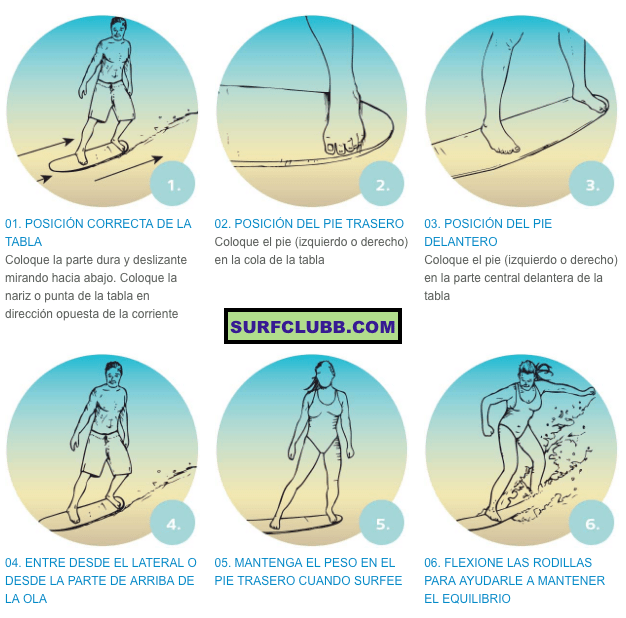 1.
01. POSICIÓN CORRECTA DE LA
TABLA
Coloque la parte dura y deslizante
mirando hacia abajo. Coloque la
nariz o punta de la tabla en
dirección opuesta de la corriente
2.
02. POSICIÓN DEL PIE TRASERO
Coloque el pie (izquierdo o derecho)
en la cola de la tabla
3.
03. POSICIÓN DEL PIE
DELANTERO
Coloque el pie (izquierdo o derecho)
en la parte central delantera de la
tabla
SURFCLUBB.COM
4.
04. ENTRE DESDE EL LATERAL O
DESDE LA PARTE DE ARRIBA DE
LA OLA
5.
05. MANTENGA EL PESO EN EL
PIE TRASERO CUANDO SURFEE
6.
06. FLEXIONE LAS RODILLAS
PARA AYUDARLE A MANTENER
EL EQUILIBRIO